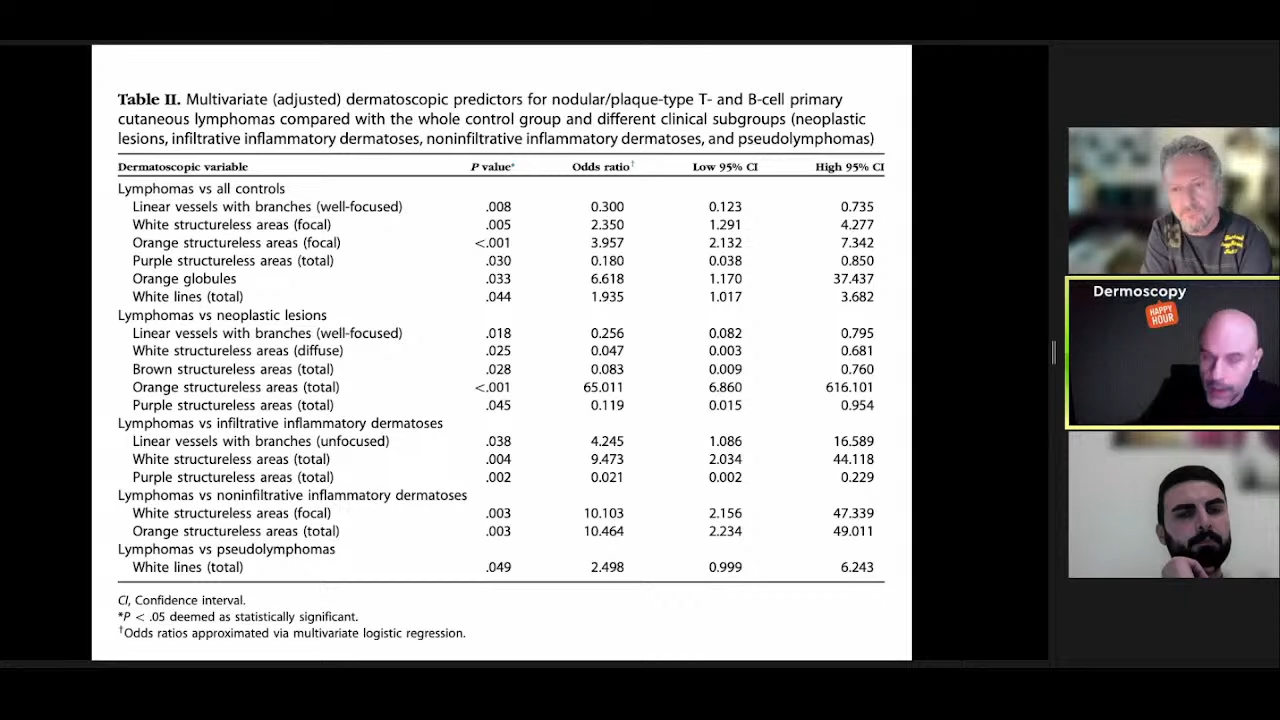 Table II. Multivariate (adjusted) dermatoscopic predictors for nodular/plaque-type T- and B-cell primary
cutaneous lymphomas compared with the whole control group and different clinical subgroups (neoplastic
lesions, infiltrative inflammatory dermatoses, noninfiltrative inflammatory dermatoses, and pseudolymphomas)
Dermatoscopic variable P value* Odds ratio† Low 95% CI High 95% CI
Lymphomas vs all controls
Linear vessels with branches (well-focused) .008 0.300 0.123 0.735
White structureless areas (focal) .005 2.350 1.291 4.277
Orange structureless areas (focal) <.001 3.957 2.132 7.342
Purple structureless areas (total) .030 0.180 0.038 0.850
Orange globules .033 6.618 1.170 37.437
White lines (total) .044 1.935 1.017 3.682
Lymphomas vs neoplastic lesions
Linear vessels with branches (well-focused) .018 0.256 0.082 0.795
White structureless areas (diffuse) .025 0.047 0.003 0.681
Brown structureless areas (total) .028 0.083 0.009 0.760
Orange structureless areas (total) <.001 65.011 6.860 616.101
Purple structureless areas (total) .045 0.119 0.015 0.954
Lymphomas vs infiltrative inflammatory dermatoses
Linear vessels with branches (unfocused) .038 4.245 1.086 16.589
White structureless areas (total) .004 9.473 2.034 44.118
Purple structureless areas (total) .002 0.021 0.002 0.229
Lymphomas vs noninfiltrative inflammatory dermatoses
White structureless areas (focal) .003 10.103 2.156 47.339
Orange structureless areas (total) .003 10.464 2.234 49.011
Lymphomas vs pseudolymphomas
White lines (total) .049 2.498 0.999 6.243
CI, Confidence interval.
*P < .05 deemed as statistically significant.
†Odds ratios approximated via multivariate logistic regression.
Dermoscopy
HAPPY
HOUR